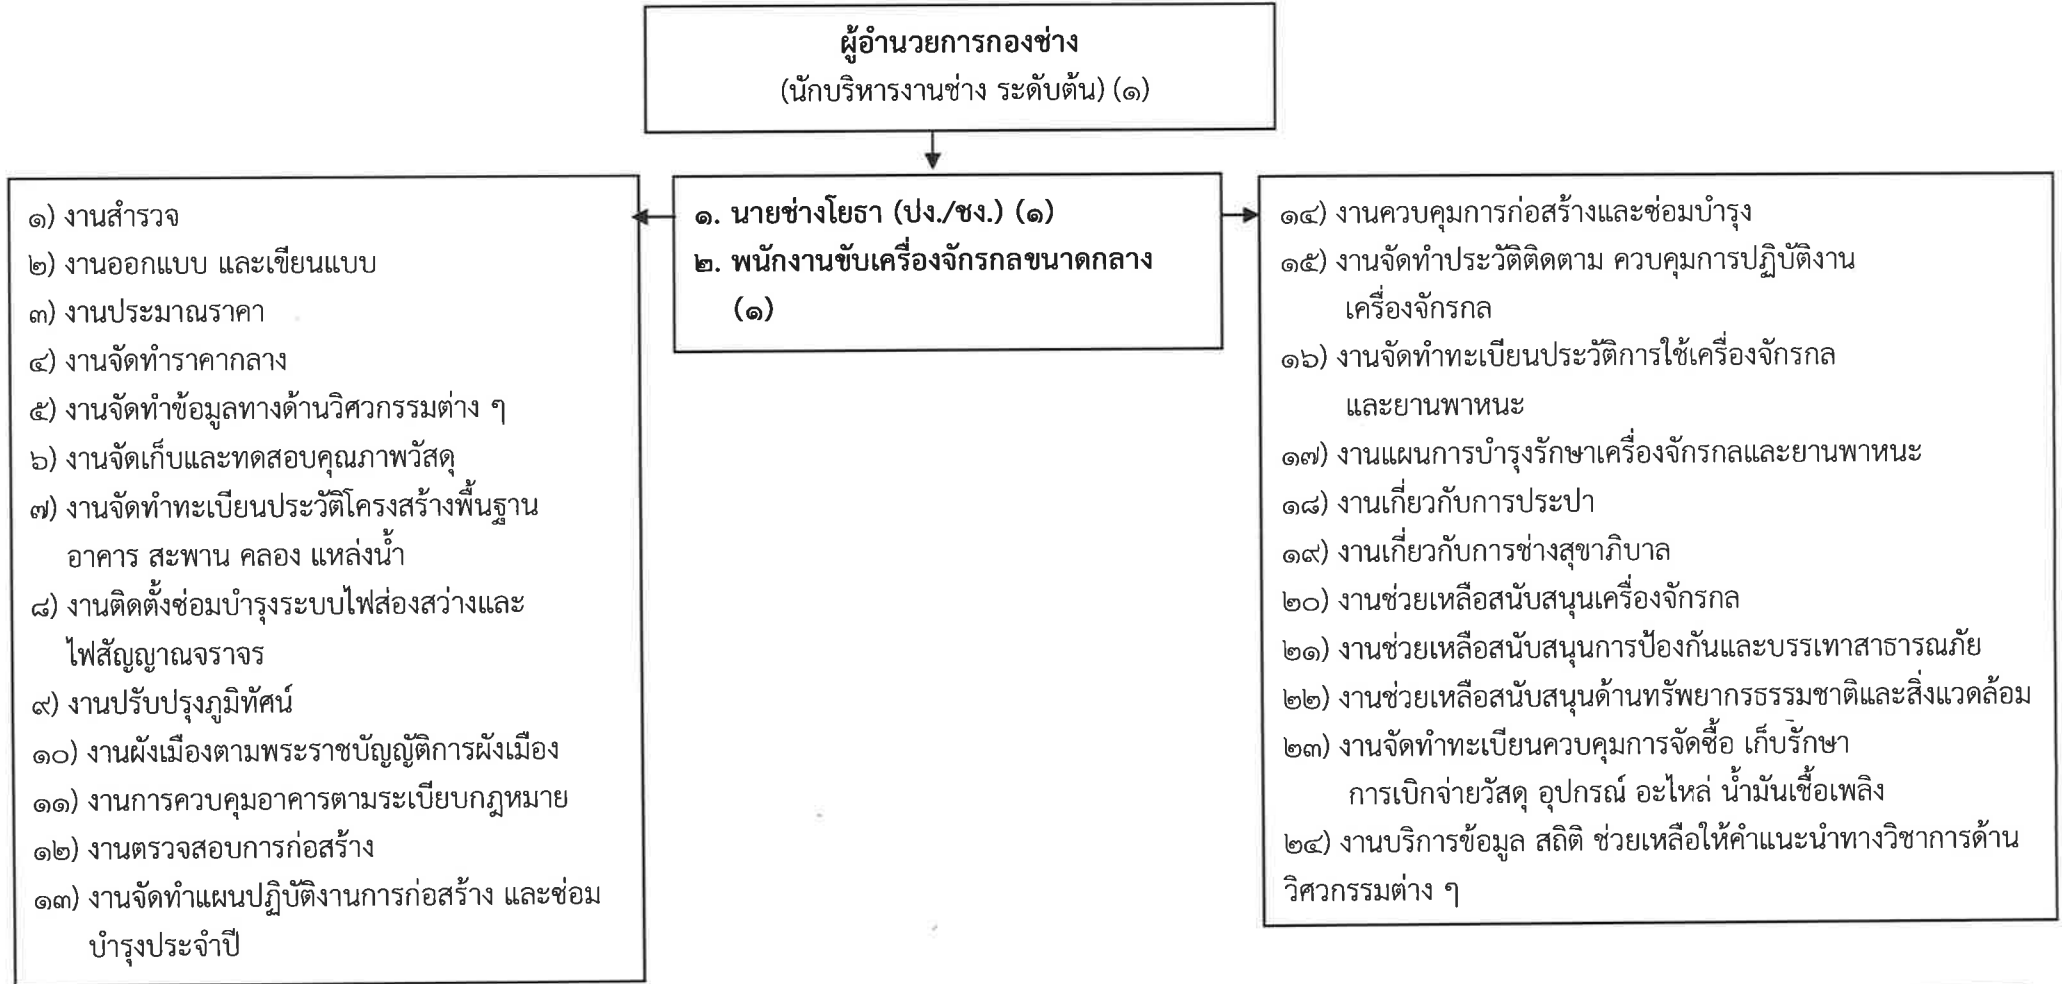 ผู้อำนวยการกองช่าง
(นักบริหารงานช่าง ระดับต้น) (๑)
๑) งานสำรวจ
๒) งานออกแบบ และเขียนแบบ
๓) งานประมาณราคา
๔) งานจัดทำราคากลาง
๕) งานจัดทำข้อมูลทางด้านวิศวกรรมต่าง ๆ
๖) งานจัดเก็บและทดสอบคุณภาพวัสดุ
๗) งานจัดทำทะเบียนประวัติโครงสร้างพื้นฐาน
อาคาร สะพาน คลอง แหล่งน้ำ
๘) งานติดตั้งซ่อมบำรุงระบบไฟส่องสว่างและ
ไฟสัญญาณจราจร
๙) งานปรับปรุงภูมิทัศน์
๑๐) งานผังเมืองตามพระราชบัญญัติการผังเมือง
๑๑) งานการควบคุมอาคารตามระเบียบกฎหมาย
๑๒) งานตรวจสอบการก่อสร้าง
๑๓) งานจัดทำแผนปฏิบัติงานการก่อสร้าง และซ่อม
บำรุงประจำปี
๑. นายช่างโยธา (ปง./ชง.) (๑)
๒. พนักงานขับเครื่องจักรกลขนาดกลาง
(๑)
๑๔) งานควบคุมการก่อสร้างและซ่อมบำรุง
๑๕) งานจัดทำประวัติติดตาม ควบคุมการปฏิบัติงาน
เครื่องจักรกล
๑๖) งานจัดทำทะเบียนประวัติการใช้เครื่องจักรกล
และยานพาหนะ
๑๗) งานแผนการบำรุงรักษาเครื่องจักรกลและยานพาหนะ
๑๘) งานเกี่ยวกับการประปา
๑๙) งานเกี่ยวกับการช่างสุขาภิบาล
๒๐) งานช่วยเหลือสนับสนุนเครื่องจักรกล
๒๑) งานช่วยเหลือสนับสนุนการป้องกันและบรรเทาสาธารณภัย
๒๒) งานช่วยเหลือสนับสนุนด้านทรัพยากรธรรมชาติและสิ่งแวดล้อม
๒๓) งานจัดทำทะเบียนควบคุมการจัดซื้อ เก็บรักษา
การเบิกจ่ายวัสดุ อุปกรณ์ อะไหล่ น้ำมันเชื้อเพลิง
๒๔) งานบริการข้อมูล สถิติ ช่วยเหลือให้คำแนะนำทางวิชาการด้าน
วิศวกรรมต่าง ๆ